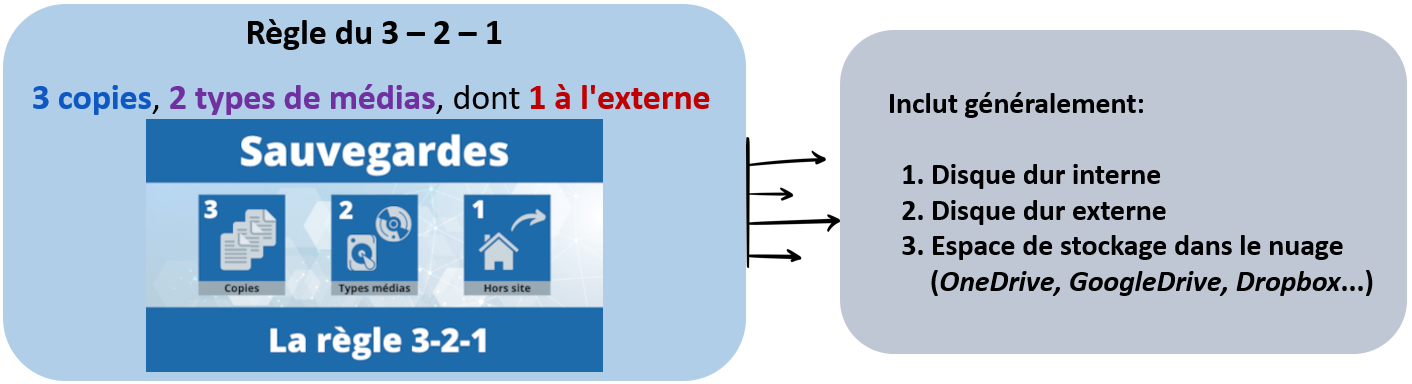 Règle du 3 – 2 – 1
3 copies, 2 types de médias, dont 1 à l'externe
Sauvegardes
3
2
1
Copies
Types médias
Hors site
La règle 3-2-1
Inclut généralement:
1. Disque dur interne
2. Disque dur externe
3. Espace de stockage dans le nuage
(OneDrive, GoogleDrive, Dropbox...)